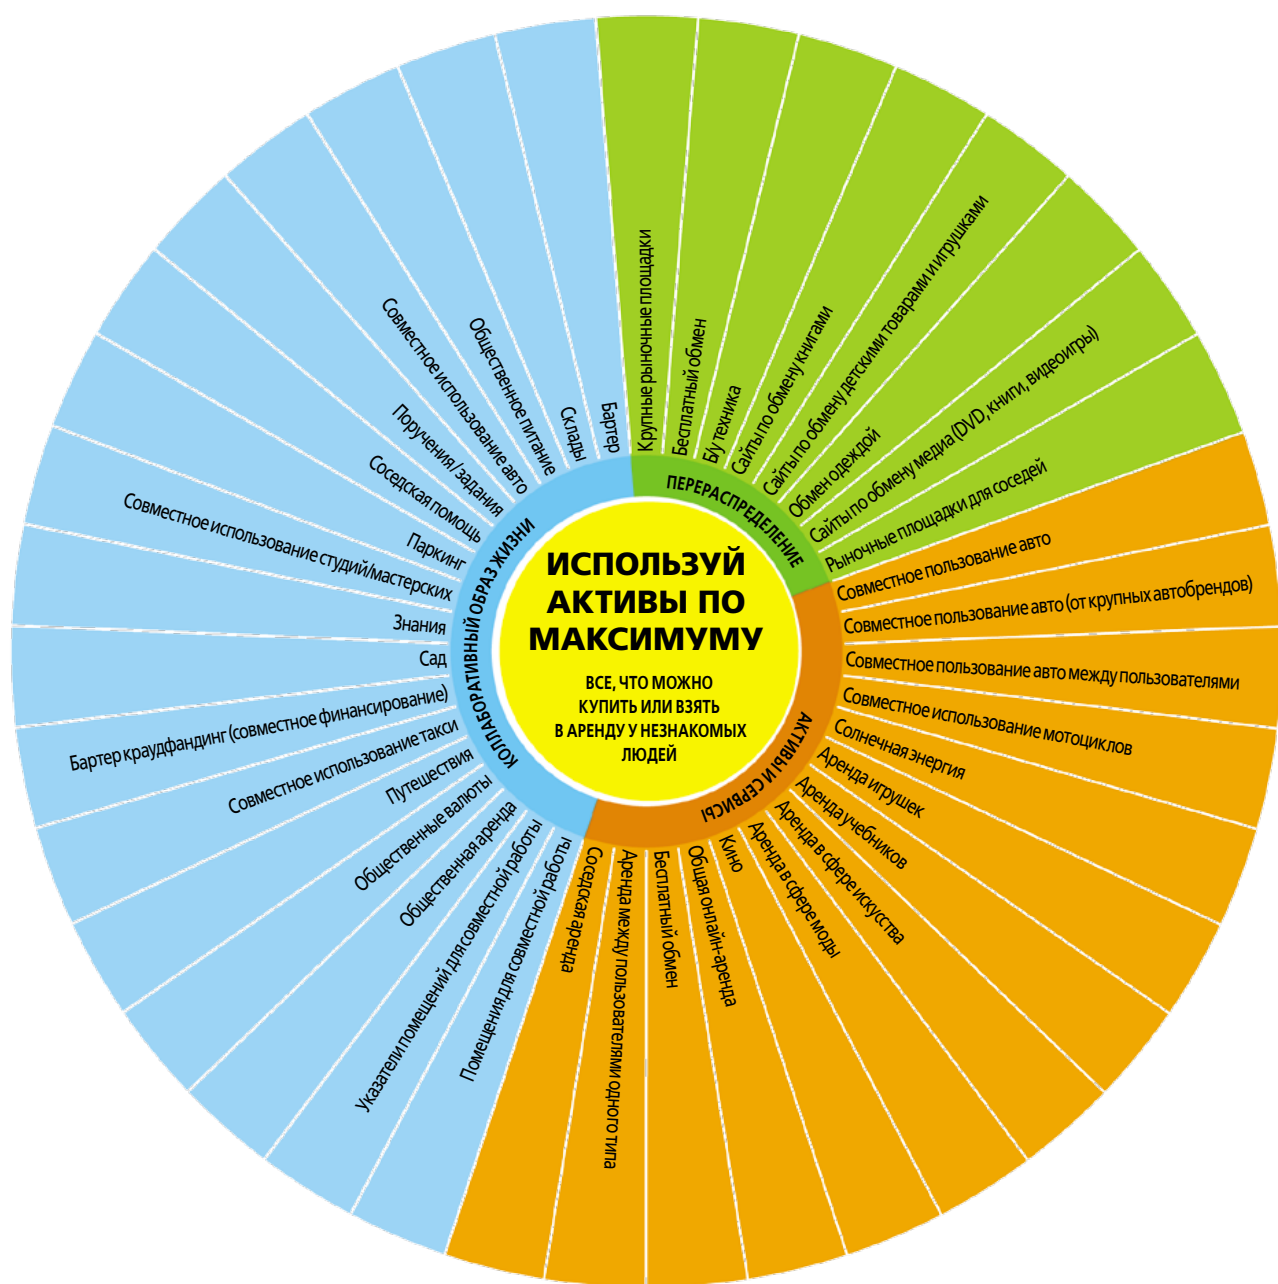 ИСПОЛЬЗУЙ
АКТИВЫ ПО
МАКСИМУМУ
ВСЕ, ЧТО МОЖНО
КУПИТЬ ИЛИ ВЗЯТЬ
В АРЕНДУ У НЕЗНАКОМЫХ
ЛЮДЕЙ
ПЕРЕРАСПРЕДЕЛЕНИЕ
Крупные рыночные площадки
Бесплатный обмен
Б/у техника
Сайты по обмену книгами
Сайты по обмену детскими товарами и игрушками
Обмен одеждой
Сайты по обмену медиа (DVD, книги, видеоигры)
Рыночные площадки для соседей
АКТИВЫ И СЕРВИСЫ
Совместное пользование авто
Совместное пользование авто (от крупных автобрендов)
Совместное пользование авто между пользователями
Совместное использование мотоциклов
Солнечная энергия
Аренда игрушек
Аренда учебников
Аренда в сфере искусства
Аренда в сфере моды
Кино
Общая онлайн-аренда
Бесплатный обмен
Аренда между пользователями одного типа
Соседская аренда
КОЛЛАБОРАТИВНЫЙ ОБРАЗ ЖИЗНИ
Помещения для совместной работы
Указатели помещений для совместной работы
Общественная аренда
Общественные валюты
Путешествия
Совместное использование такси
Бартер краудфандинг (совместное финансирование)
Сад
Знания
Совместное использование студий/мастерских
Паркинг
Соседская помощь
Поручения/задания
Совместное использование авто
Общественное питание
Склады
Бартер